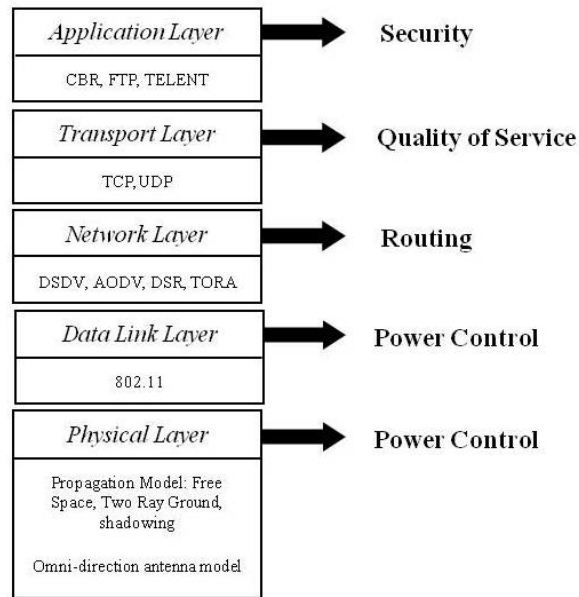 Application Layer
Security
CBR, FTP, TELENT
Transport Layer
Quality of Service
TCP,UDP
Network Layer
Routing
DSDV, AODV, DSR, TORA
Data Link Layer
Power Control
802.11
Physical Layer
Power Control
Propagation Model: Free
Space, Two Ray Ground,
shadowing
Omni-direction antenna model